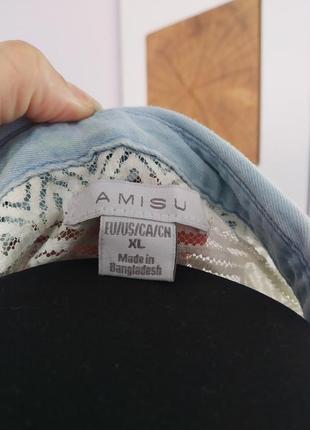 AMISU
EU/US/CA/CN
XL
Made in
Bangladesh